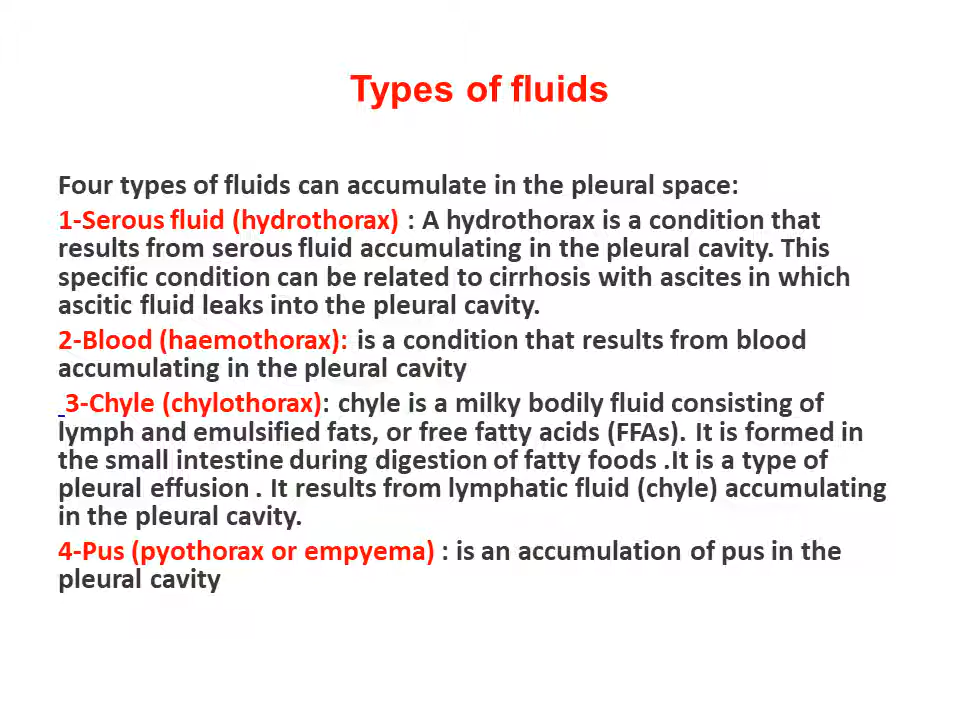 Types of fluids
Four types of fluids can accumulate in the pleural space:
1-Serous fluid (hydrothorax) : A hydrothorax is a condition that
results from serous fluid accumulating in the pleural cavity. This
specific condition can be related to cirrhosis with ascites in which
ascitic fluid leaks into the pleural cavity.
2-Blood (haemothorax): is a condition that results from blood
accumulating in the pleural cavity
3-Chyle (chylothorax): chyle is a milky bodily fluid consisting of
lymph and emulsified fats, or free fatty acids (FFAs). It is formed in
the small intestine during digestion of fatty foods .It is a type of
pleural effusion . It results from lymphatic fluid (chyle) accumulating
in the pleural cavity.
4-Pus (pyothorax or empyema) : is an accumulation of pus in the
pleural cavity